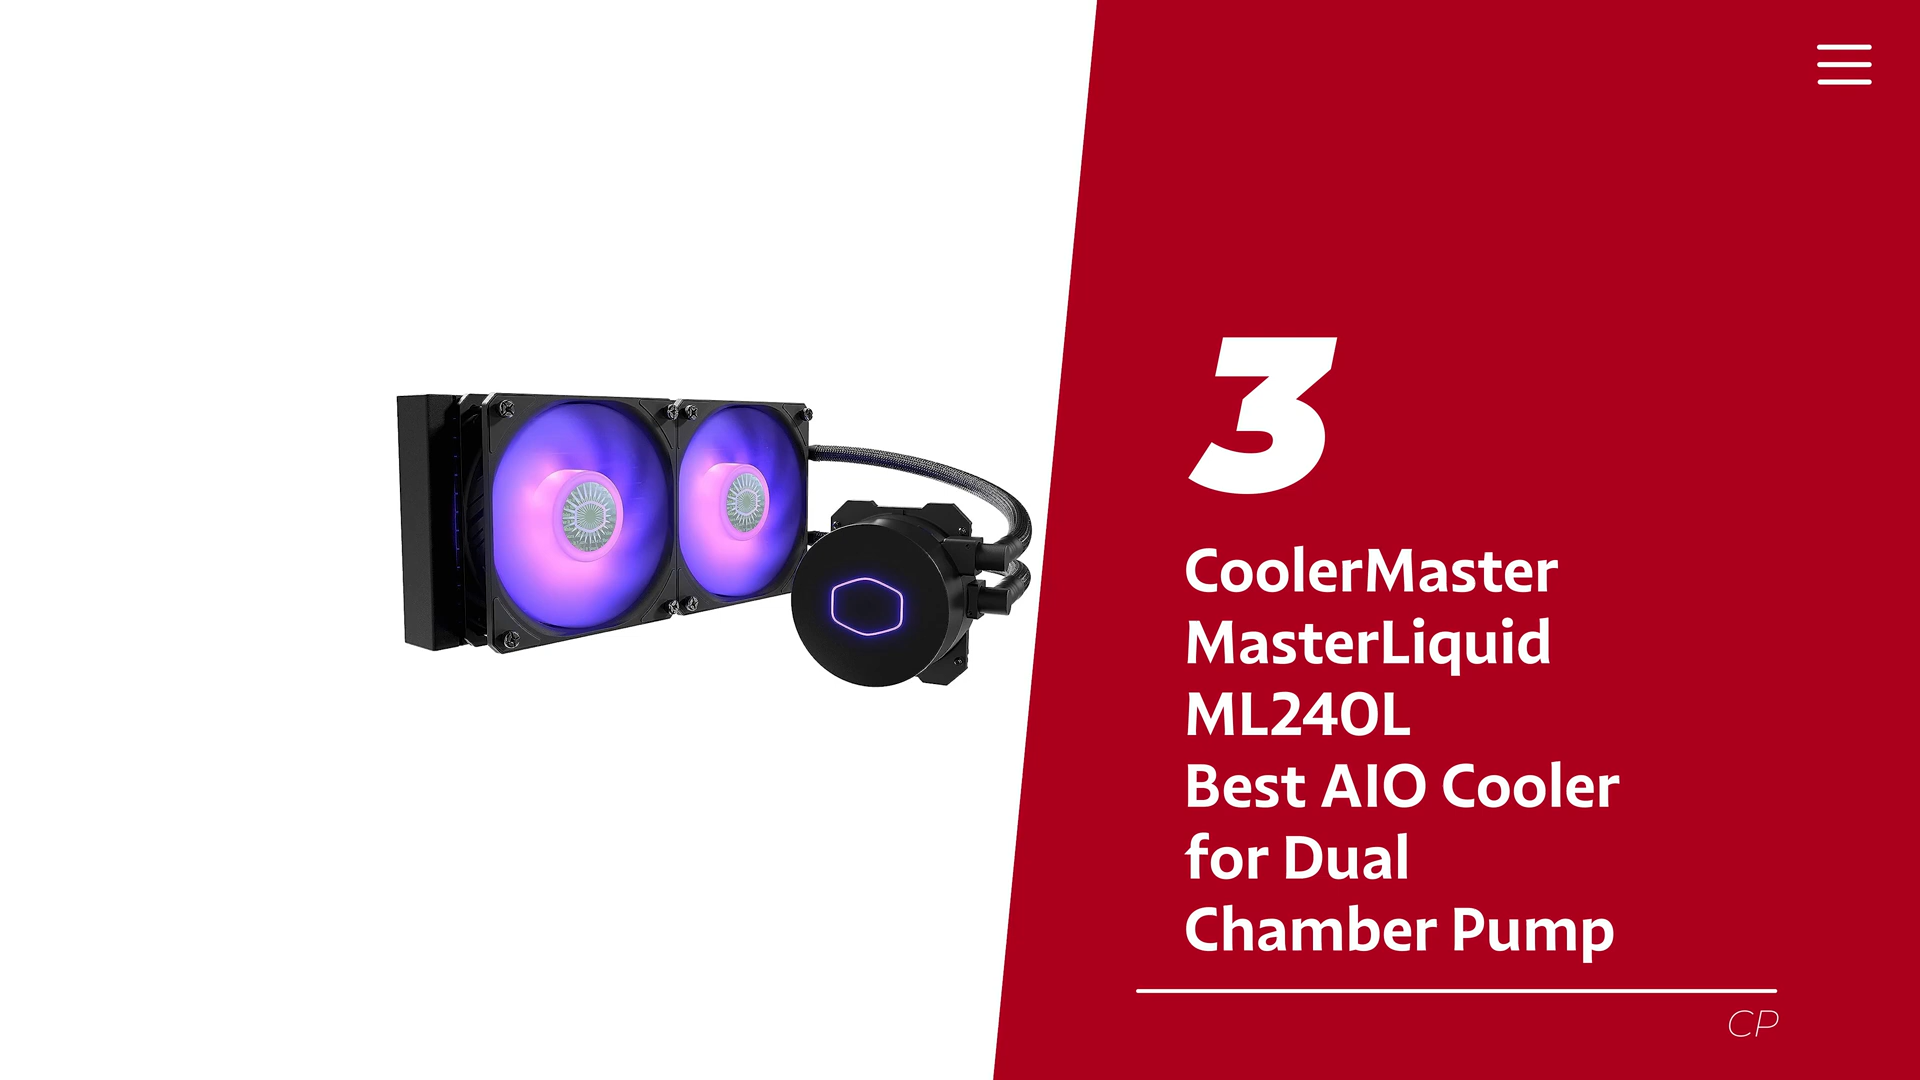 3
CoolerMaster
MasterLiquid
ML240L
Best AIO Cooler
for Dual
Chamber Pump
CP